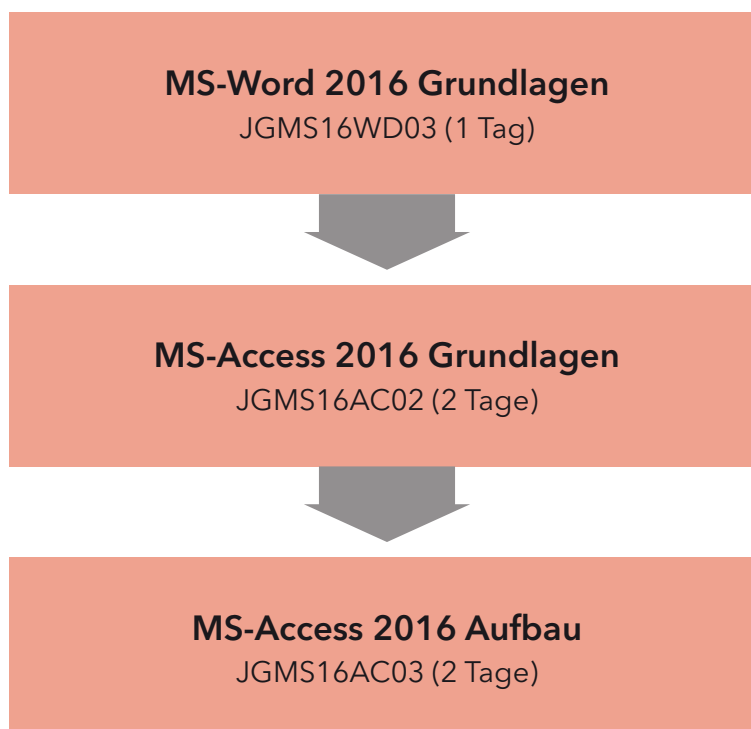 MS-Word 2016 Grundlagen
JGMS16WD03 (1 Tag)
MS-Access 2016 Grundlagen
JGMS16AC02 (2 Tage)
MS-Access 2016 Aufbau
JGMS16AC03 (2 Tage)